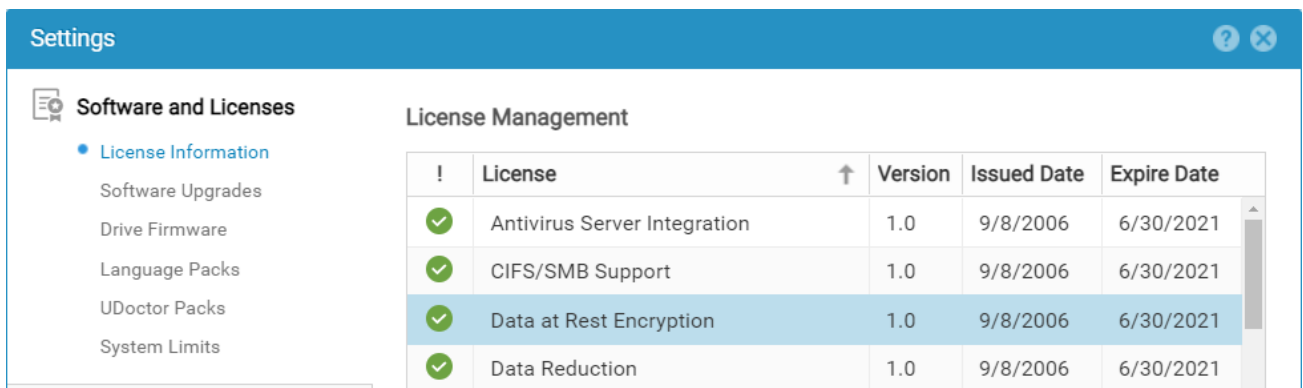 Settings
Software and Licenses
License Information
Software Upgrades
Drive Firmware
Language Packs
UDoctor Packs
System Limits
License Management
! License Version Issued Date Expire Date
Antivirus Server Integration 1.0 9/8/2006 6/30/2021
CIFS/SMB Support 1.0 9/8/2006 6/30/2021
Data at Rest Encryption 1.0 9/8/2006 6/30/2021
Data Reduction 1.0 9/8/2006 6/30/2021